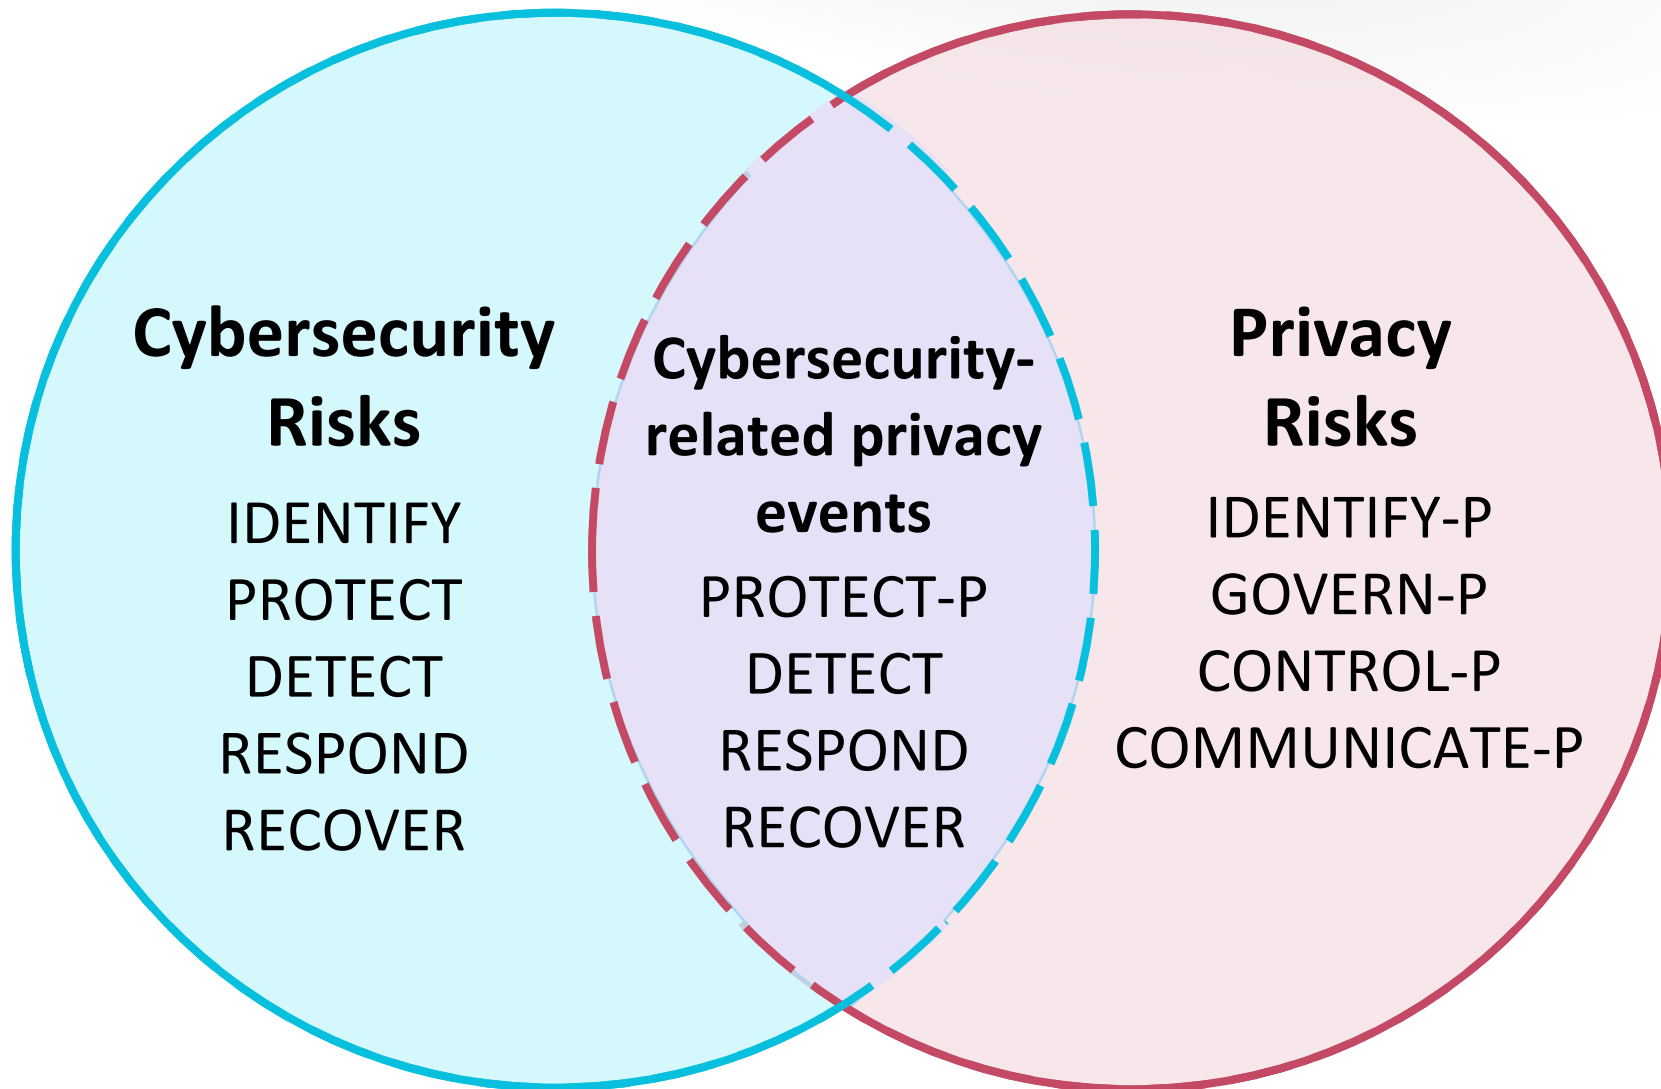 Cybersecurity
Risks
IDENTIFY
PROTECT
DETECT
RESPOND
RECOVER
Cybersecurity-
related privacy
events
PROTECT-P
DETECT
RESPOND
RECOVER
Privacy
Risks
IDENTIFY-P
GOVERN-P
CONTROL-P
COMMUNICATE-P